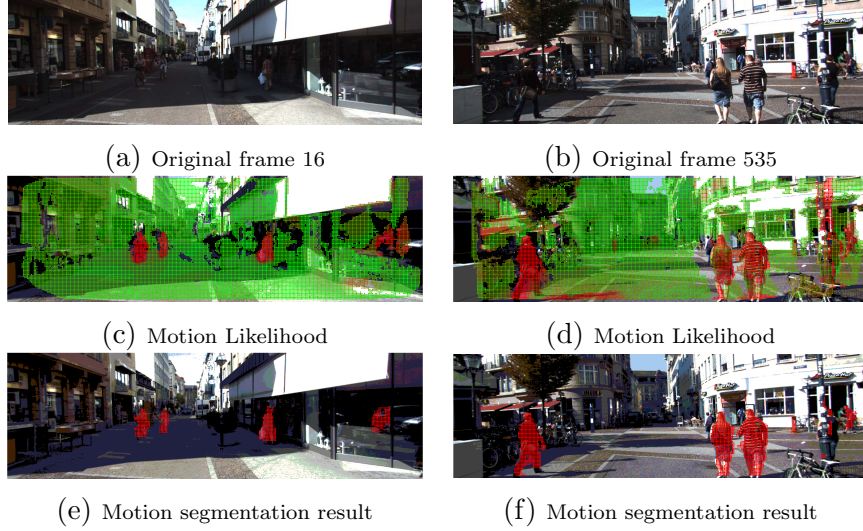 (a) Original frame 16
(b) Original frame 535
(c) Motion Likelihood
(d) Motion Likelihood
(e) Motion segmentation result
(f) Motion segmentation result